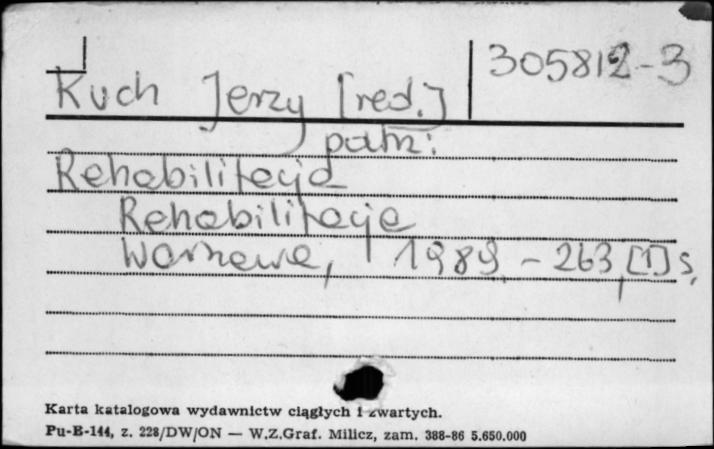 305812-3
Kuch Jerzy [red.]
patrz:
Rehabilitacja
Rehabilitacja
Warszawa, 1989. - 263, [1] s.
Karta katalogowa wydawnictw ciągłych i zwartych.
Pu-K-144, z. 228/DW/ON — W.Z.Graf. Milicz, zam. 388-86 5.650.000